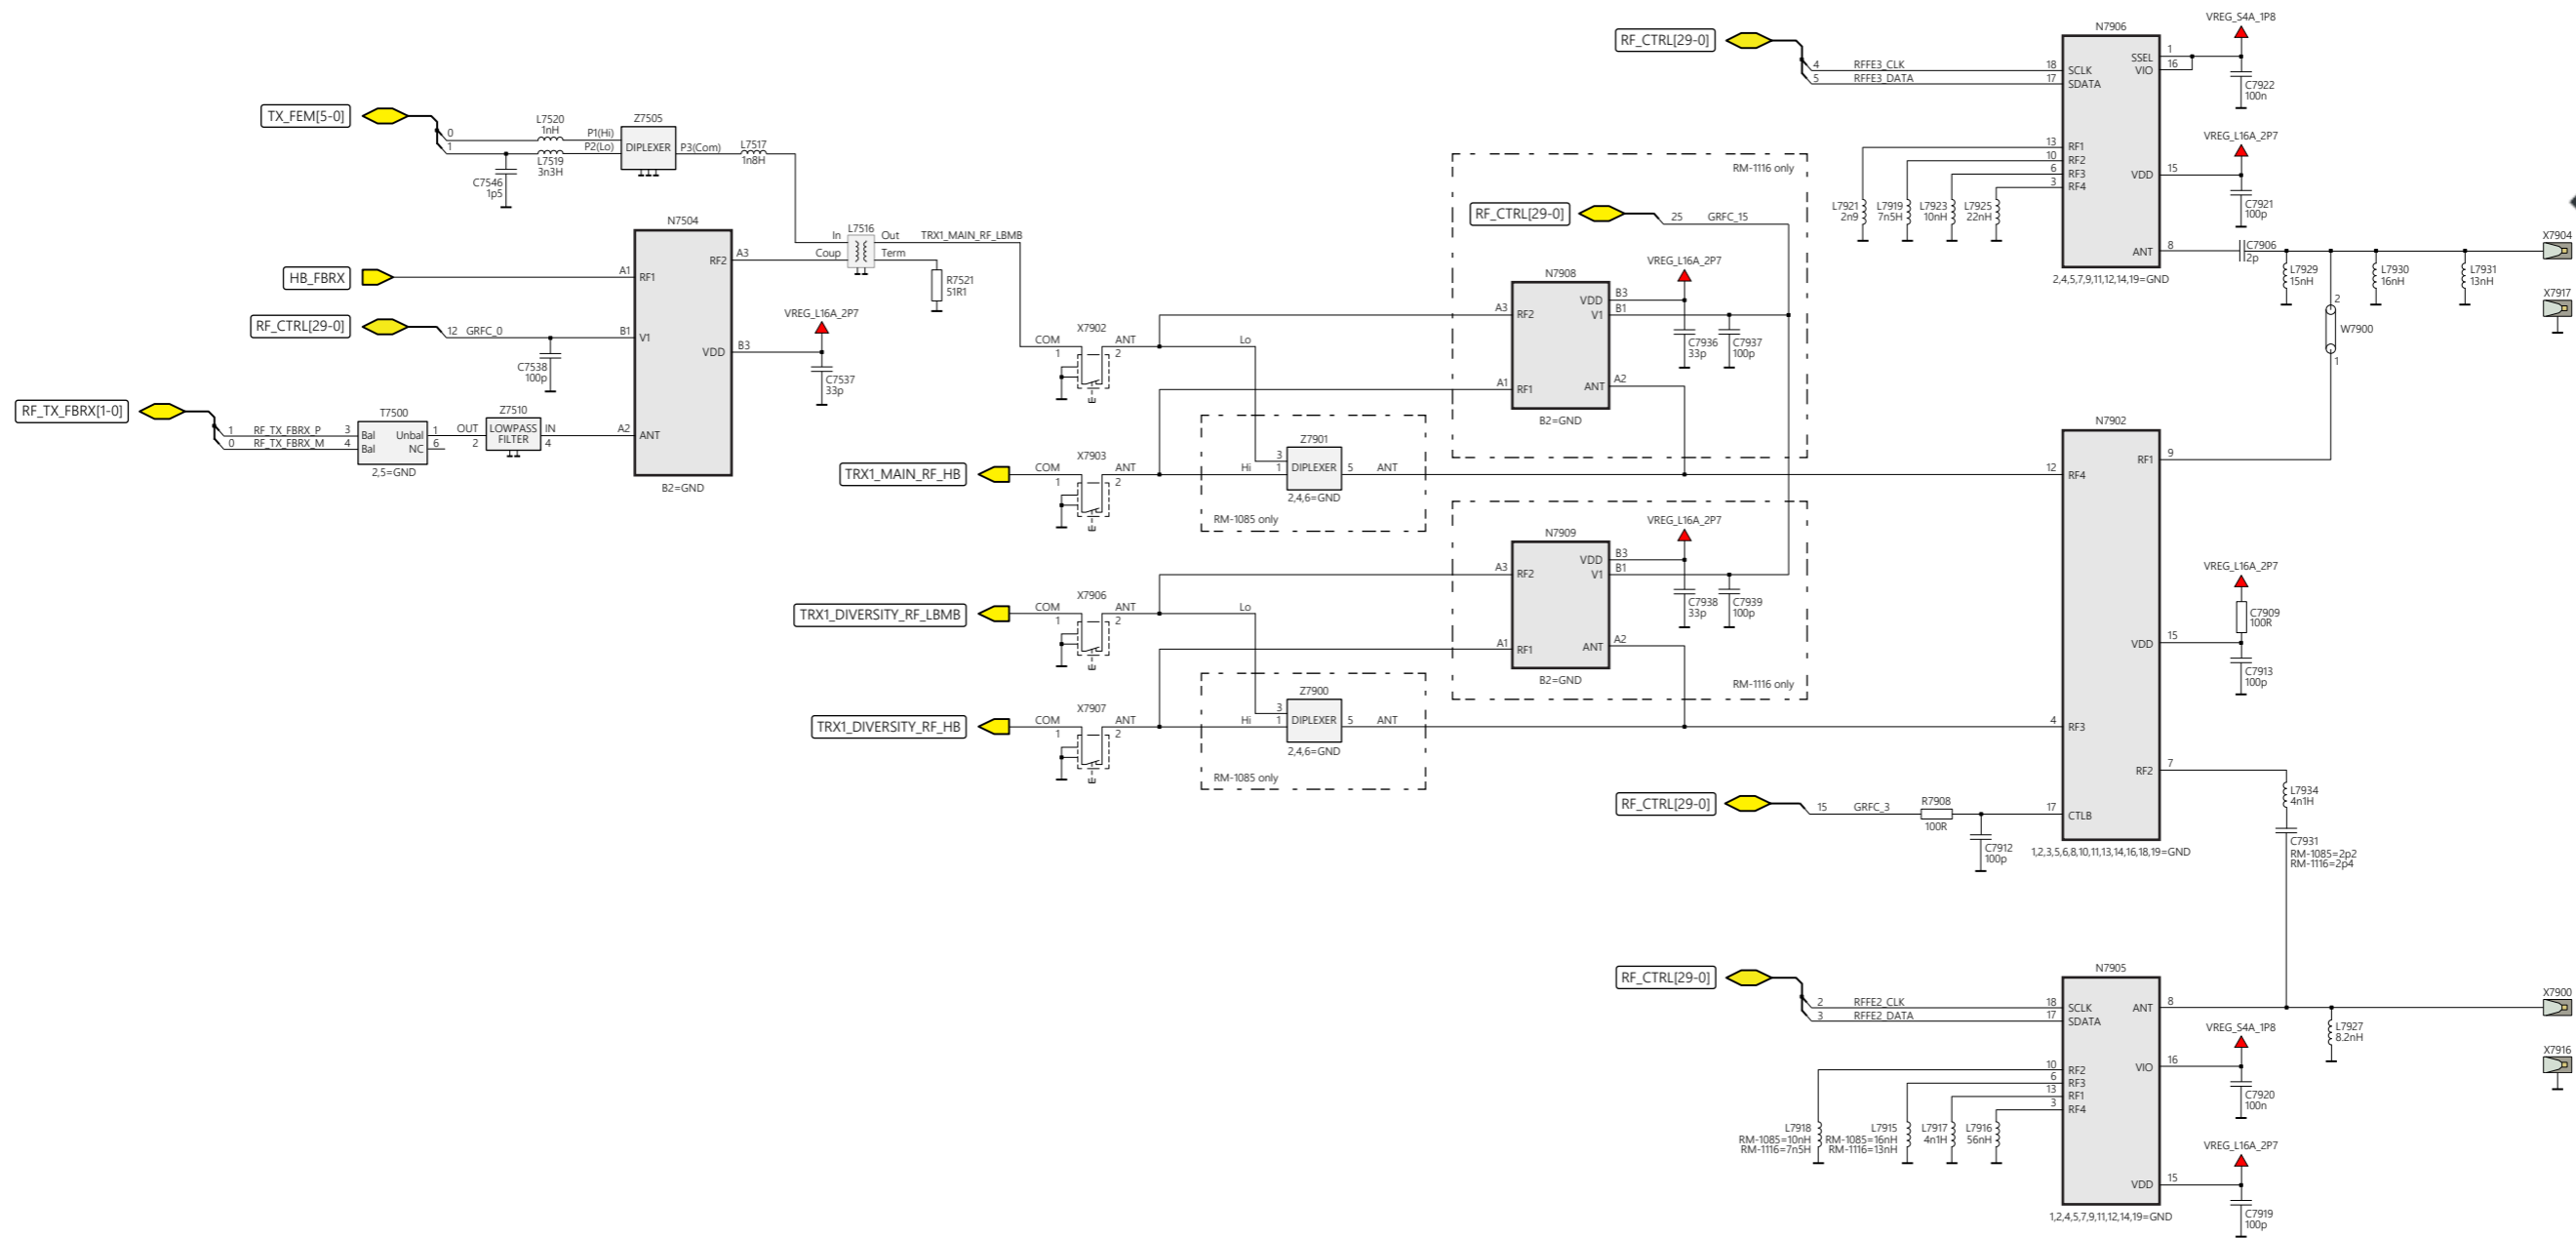 TX_FEM[5-0]
0
1
L7520
1nH
L7519
3n3H
C7546
1p5
P1(Hi)
P2(Lo)
Z7505
DIPLEXER
P3(Com)
L7517
1n8H
HB_FBRX
RF_CTRL[29-0]
12 GRFC_0
C7538
100p
RF_TX_FBRX[1-0]
1 RF_TX_FBRX_P 3
0 RF_TX_FBRX_M 4
T7500
Bal Unbal 1
Bal NC 6
2,5=GND
OUT
2
Z7510
LOWPASS
FILTER
IN
4
N7504
A1 RF1
B1 V1
A2 ANT
RF2 A3
VDD B3
B2=GND
VREG_L16A_2P7
C7537
33p
In L7516 Out
Coup Term
TRX1_MAIN_RF_LBMB
R7521
51R1
X7902
COM ANT
1 2
Lo
TRX1_MAIN_RF_HB
X7903
COM ANT
1 2
Hi
3
1
Z7901
DIPLEXER
5 ANT
2,4,6=GND
RM-1085 only
TRX1_DIVERSITY_RF_LBMB
X7906
COM ANT
1 2
Lo
TRX1_DIVERSITY_RF_HB
X7907
COM ANT
1 2
Hi
3
1
Z7900
DIPLEXER
5 ANT
2,4,6=GND
RM-1085 only
RM-1116 only
RF_CTRL[29-0]
25 GRFC_15
N7908
A3 RF2
A1 RF1
VDD B3
V1 B1
ANT A2
B2=GND
VREG_L16A_2P7
C7936
33p
C7937
100p
N7909
A3 RF2
A1 RF1
VDD B3
V1 B1
ANT A2
B2=GND
VREG_L16A_2P7
C7938
33p
C7939
100p
RM-1116 only
RF_CTRL[29-0]
4 RFFE3_CLK 18
5 RFFE3_DATA 17
N7906
SCLK
SDATA
13 RF1
10 RF2
6 RF3
3 RF4
SSEL 1
VIO 16
VDD 15
ANT 8
2,4,5,7,9,11,12,14,19=GND
L7921
2n9
L7919
7n5H
L7923
10nH
L7925
22nH
VREG_S4A_1P8
C7922
100n
VREG_L16A_2P7
C7921
100p
C7906
2p
L7929
15nH
L7930
16nH
L7931
13nH
X7904
X7917
2
W7900
1
N7902
12 RF4
4 RF3
17 CTLB
RF1 9
VDD 15
RF2 7
1,2,3,5,6,8,10,11,13,14,16,18,19=GND
VREG_L16A_2P7
C7909
100R
C7913
100p
RF_CTRL[29-0]
15 GRFC_3
R7908
100R
C7912
100p
L7934
4n1H
C7931
RM-1085=2p2
RM-1116=2p4
RF_CTRL[29-0]
2 RFFE2_CLK 18
3 RFFE2_DATA 17
N7905
SCLK
SDATA
10 RF2
6 RF3
13 RF1
3 RF4
ANT 8
VIO 16
VDD 15
1,2,4,5,7,9,11,12,14,19=GND
L7918
RM-1085=10nH
RM-1116=7n5H
L7915
RM-1085=16nH
RM-1116=13nH
L7917
4n1H
L7916
56nH
VREG_S4A_1P8
C7920
100n
VREG_L16A_2P7
C7919
100p
L7927
8.2nH
X7900
X7916